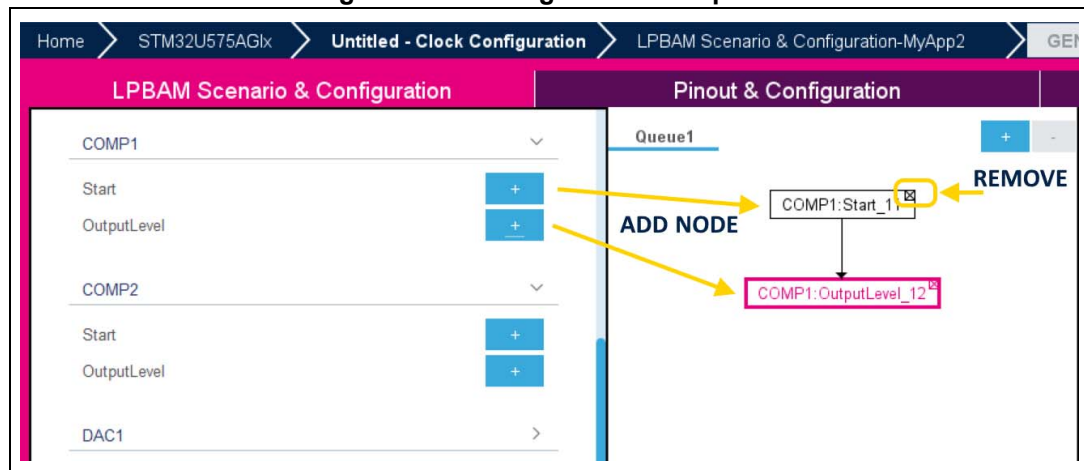 Home STM32U575AGIx Untitled - Clock Configuration LPBAM Scenario & Configuration-MyApp2
LPBAM Scenario & Configuration Pinout & Configuration
COMP1
Start +
OutputLevel +
COMP2
Start +
OutputLevel +
DAC1
Queue1 + -
REMOVE
COMP1:Start_11
ADD NODE
COMP1:OutputLevel_12